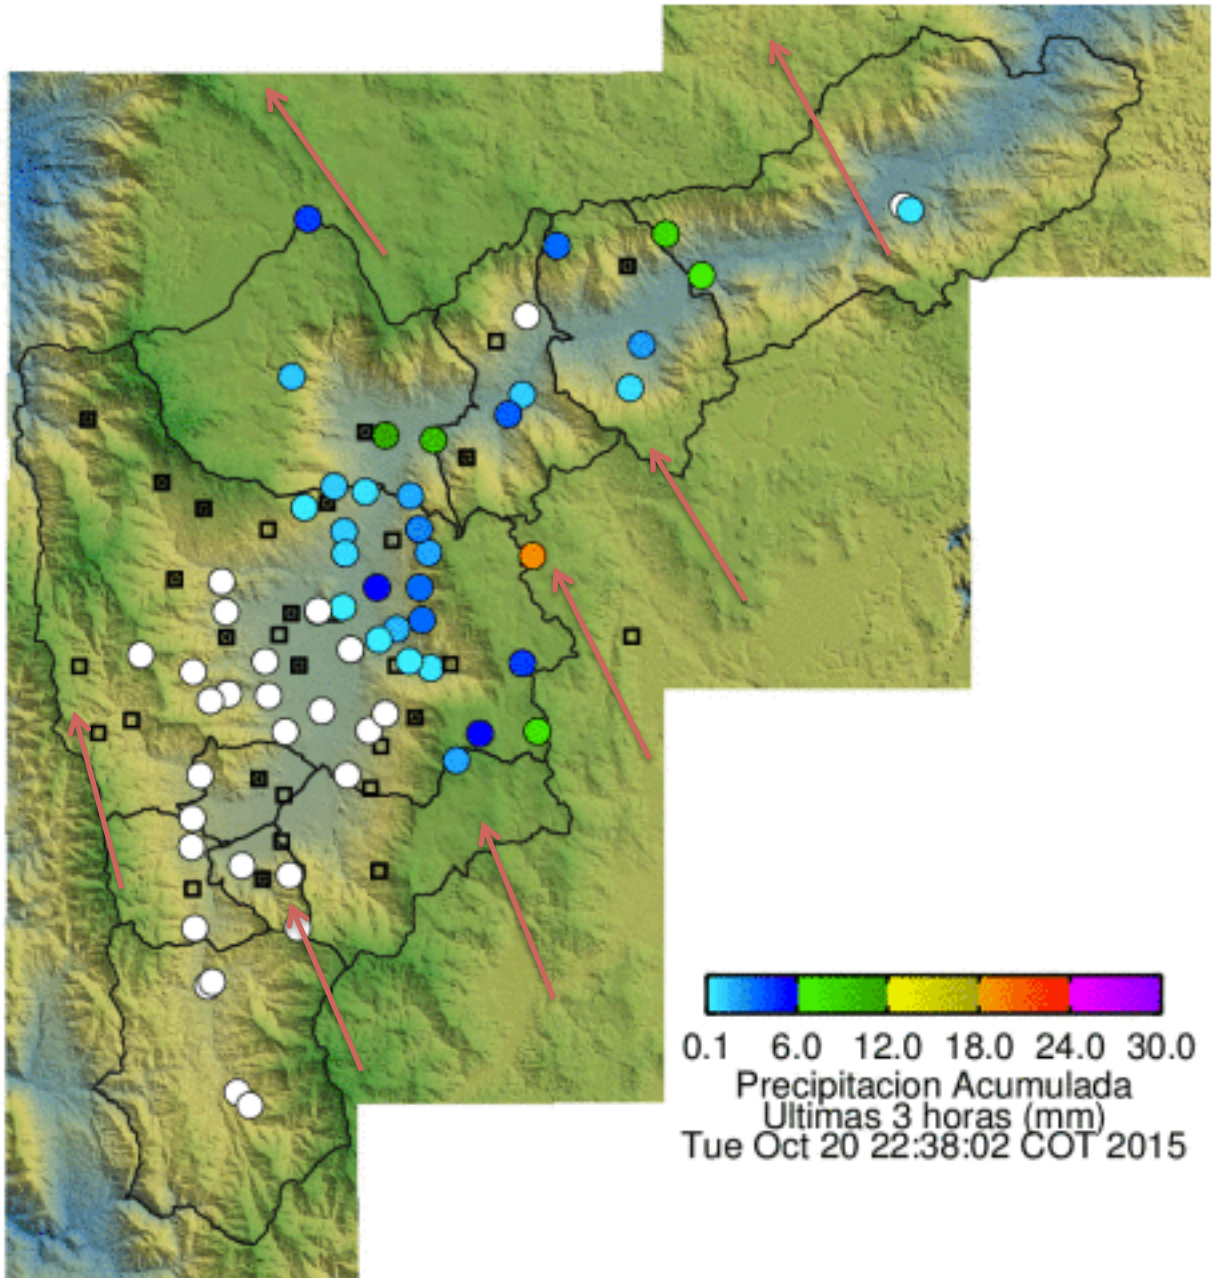 0.1 6.0 12.0 18.0 24.0 30.0
Precipitacion Acumulada
Ultimas 3 horas (mm)
Tue Oct 20 22:38:02 COT 2015